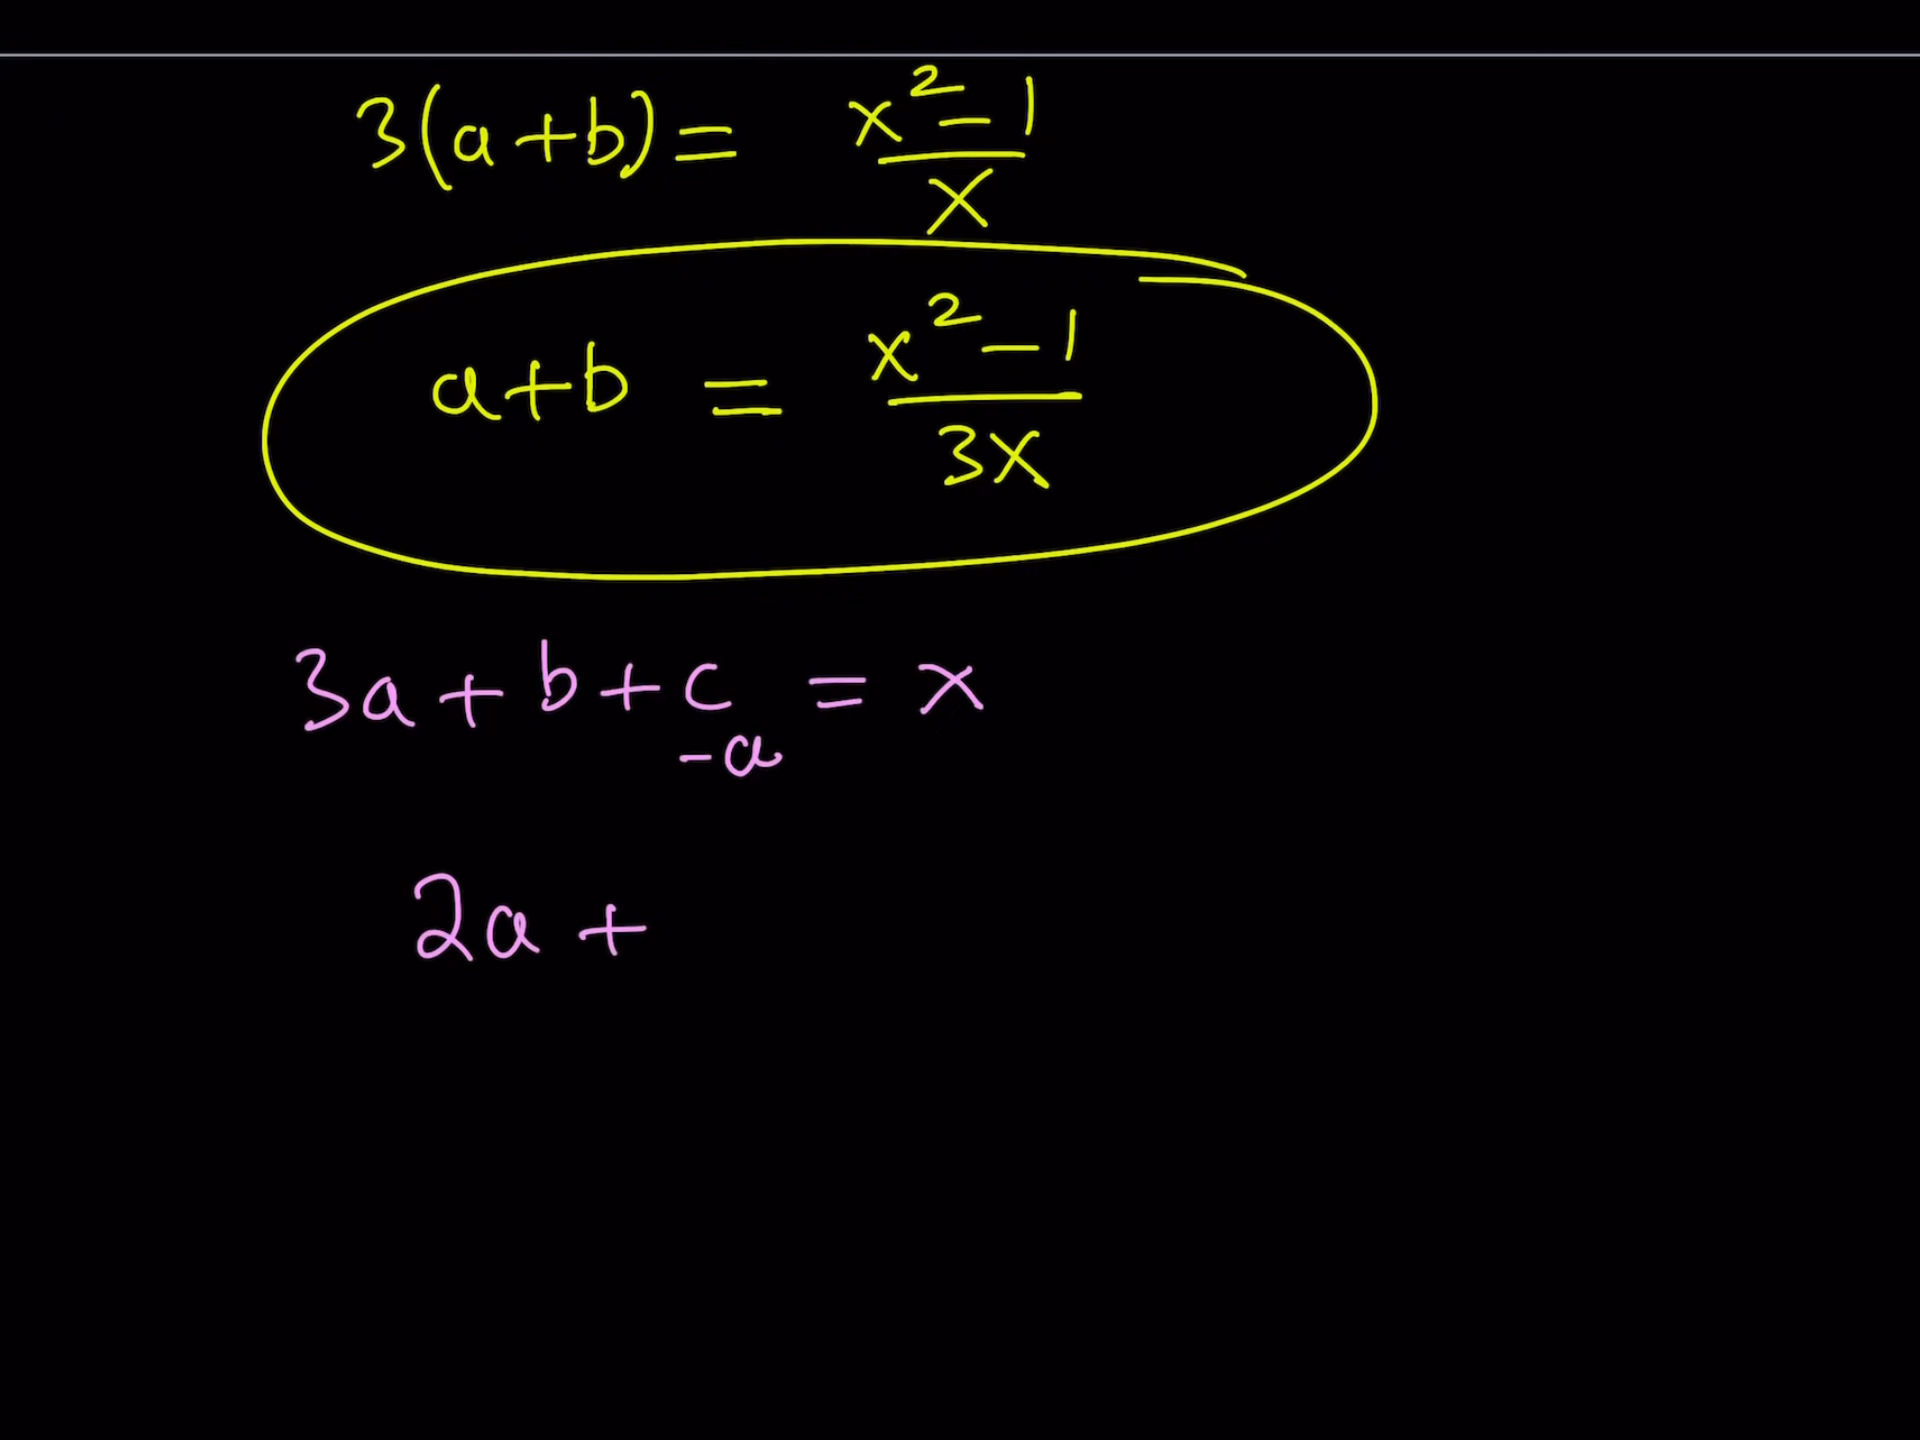 3(a+b) = x²-1/x
a+b = x²-1/3x
3a+b+c = x
-a
2a +